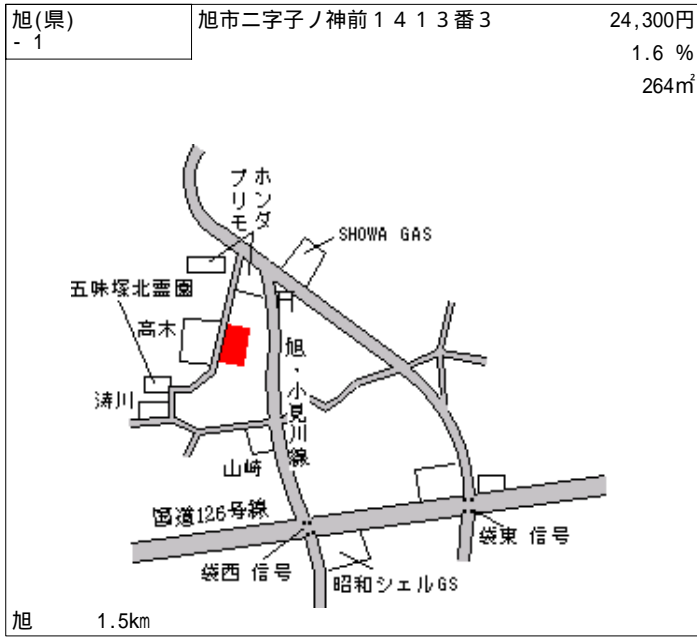 旭(県)
- 1
旭市二字子ノ神前１４１３番３
24,300円
1.6 %
264㎡
ホンダ
プリモ
SHOWA GAS
五味塚北霊園
高木
旭・小見川線
涛川
山崎
国道126号線
袋東 信号
袋西 信号
昭和シェルGS
旭 1.5km